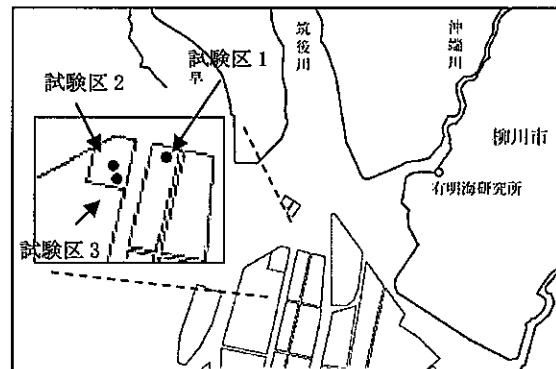 試験区1
試験区2
試験区3
早
筑後川
沖端川
柳川市
有明海研究所